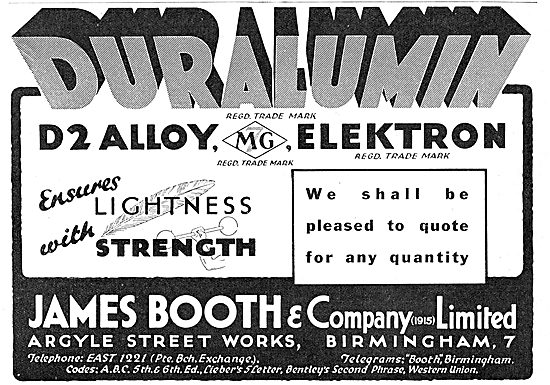 DURALUMIN
REGD. TRADE MARK
D2 ALLOY, MG7, ELEKTRON
REGD. TRADE MARK
REGD. TRADE MARK
Ensures
LIGHTNESS
with
STRENGTH
We shall be
pleased to quote
for any quantity
JAMES BOOTH & Company (1915) Limited
ARGYLE STREET WORKS, BIRMINGHAM, 7
Telephone: EAST 1221 (Pte. Bch. Exchange). Telegrams: "Booth", Birmingham.
Codes: A.B.C. 5th. & 6th. Ed., Lieber's 5 Letter, Bentley's Second Phrase, Western Union.